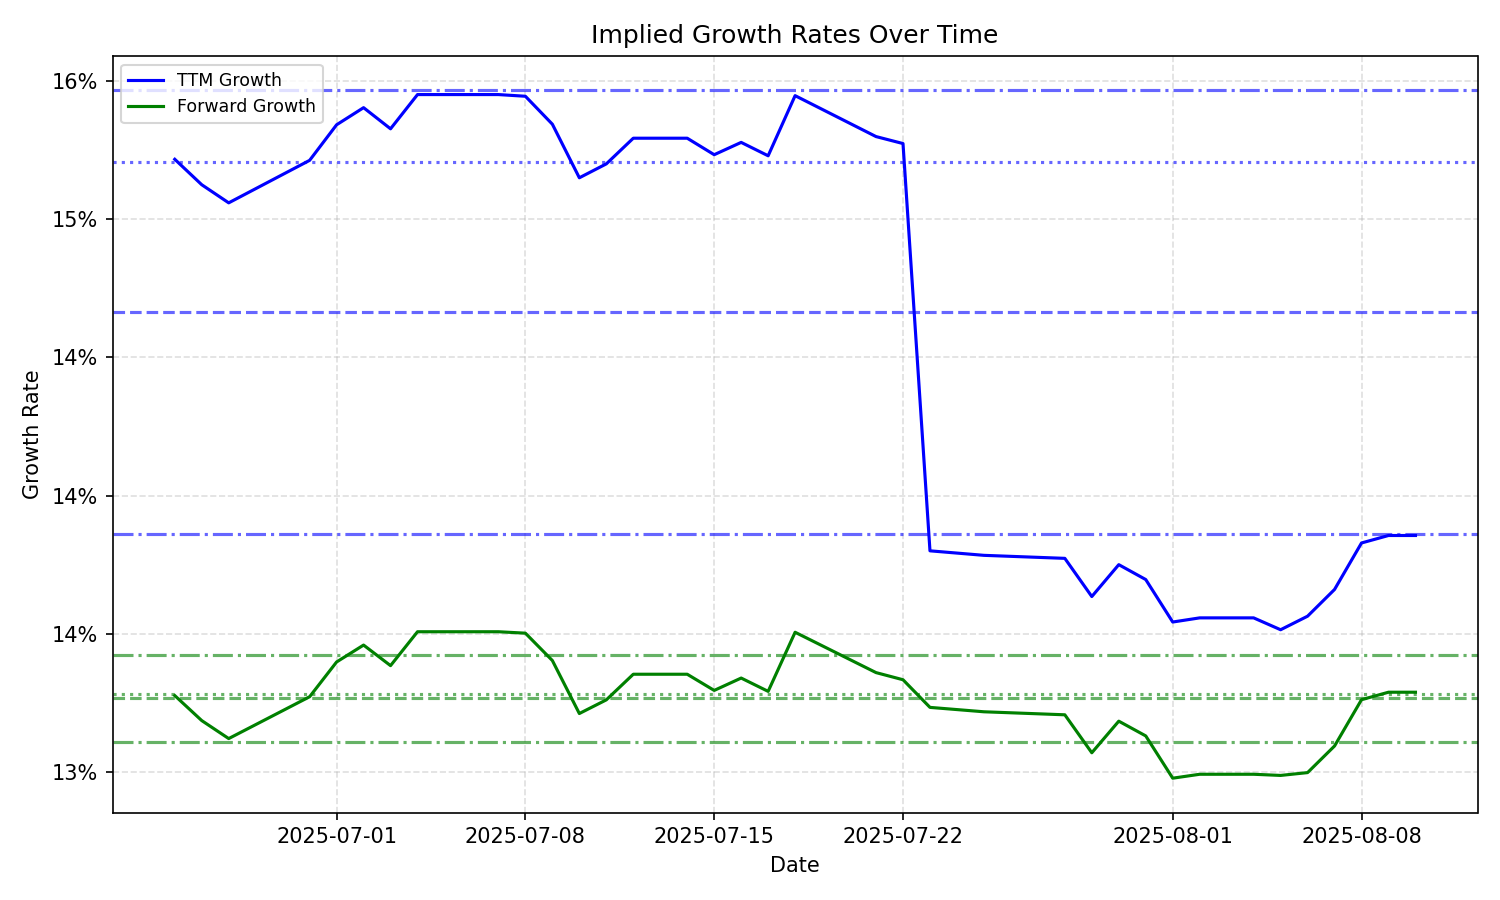 Implied Growth Rates Over Time
TTM Growth
Forward Growth
16%
15%
14%
14%
14%
13%
Growth Rate
2025-07-01
2025-07-08
2025-07-15
2025-07-22
2025-08-01
2025-08-08
Date